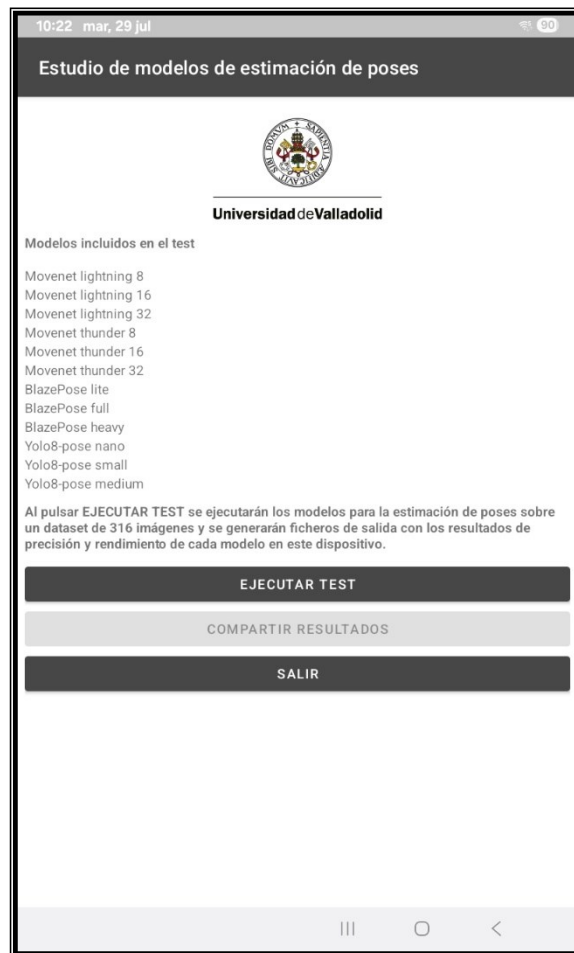 10:22 mar, 29 jul
90
Estudio de modelos de estimación de poses
Universidad de Valladolid
Modelos incluidos en el test
Movenet lightning 8
Movenet lightning 16
Movenet lightning 32
Movenet thunder 8
Movenet thunder 16
Movenet thunder 32
BlazePose lite
BlazePose full
BlazePose heavy
Yolo8-pose nano
Yolo8-pose small
Yolo8-pose medium
Al pulsar EJECUTAR TEST se ejecutarán los modelos para la estimación de poses sobre
un dataset de 316 imágenes y se generarán ficheros de salida con los resultados de
precisión y rendimiento de cada modelo en este dispositivo.
EJECUTAR TEST
COMPARTIR RESULTADOS
SALIR